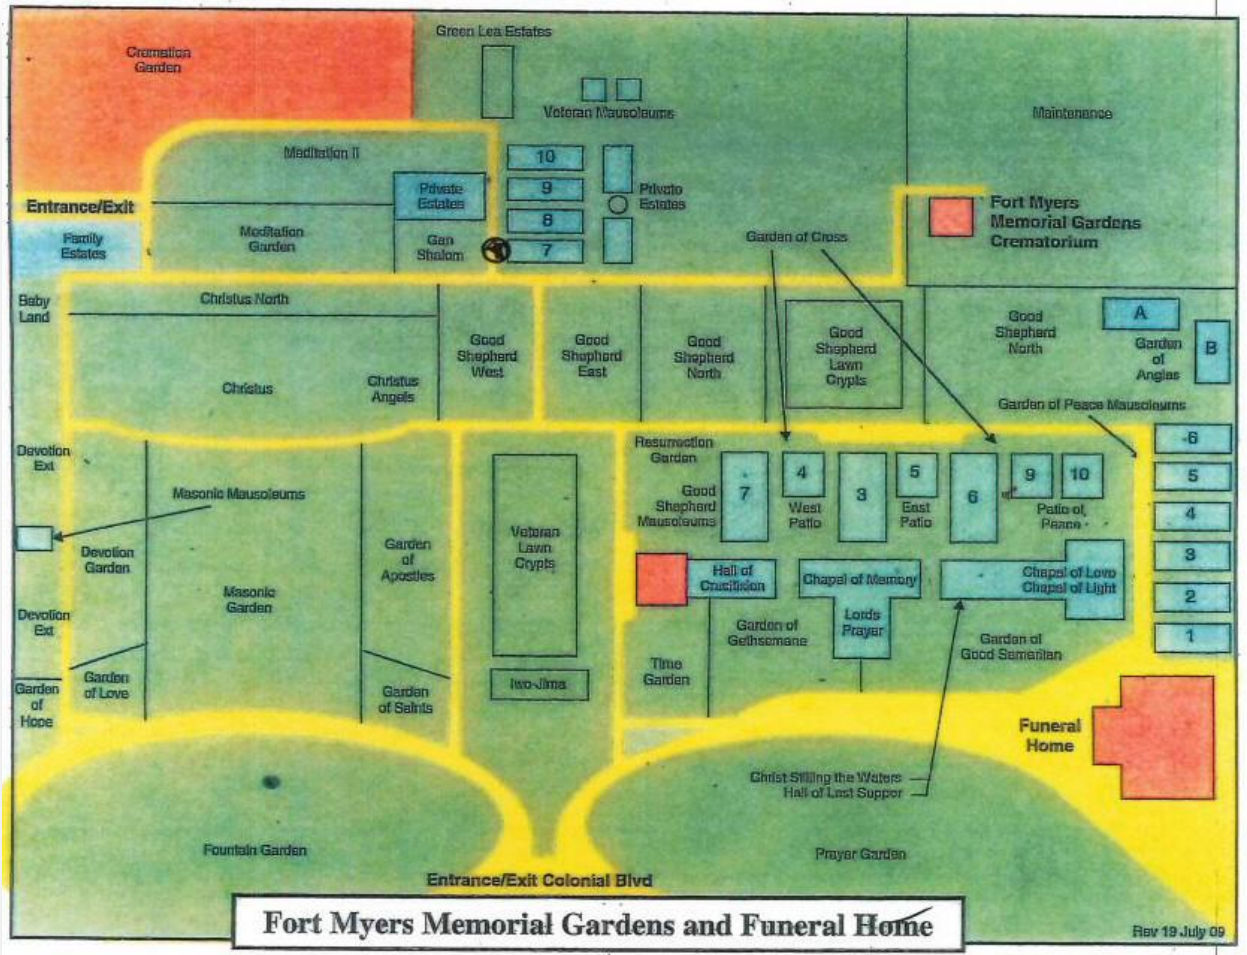 Green Lea Estates
Cremation
Garden
Veteran Mausoleums
Maintenance
Meditation II
10
9
8
7
Private
Estates
Private
Estates
Entrance/Exit
Fort Myers
Memorial Gardens
Crematorium
Family
Estates
Meditation
Garden
Gan
Shalom
Garden of Cross
Baby
Land
Christus North
Good
Shepherd
West
Good
Shepherd
East
Good
Shepherd
North
Good
Shepherd
Lawn
Crypts
Good
Shepherd
North
A
B
Garden
of
Angles
Christus
Christus
Angels
Garden of Peace Mausoleums
Devotion
Ext
Masonic Mausoleums
Resurrection
Garden
Good
Shepherd
Mausoleums
7
4
West
Patio
3
5
East
Patio
6
9
10
Patio of
Peace
6
5
4
3
2
1
Devotion
Garden
Masonic
Garden
Garden
of
Apostles
Veteran
Lawn
Crypts
Hall of
Crucifixion
Chapel of Memory
Lords
Prayer
Chapel of Love
Chapel of Light
Devotion
Ext
Garden of
Gethsemane
Garden of
Good Samaritan
Garden
of
Hope
Garden
of Love
Garden
of Saints
Iwo-Jima
Time
Garden
Funeral
Home
Christ Stilling the Waters
Hall of Last Supper
Fountain Garden
Prayer Garden
Entrance/Exit Colonial Blvd
Fort Myers Memorial Gardens and Funeral Home
Rev 19 July 09